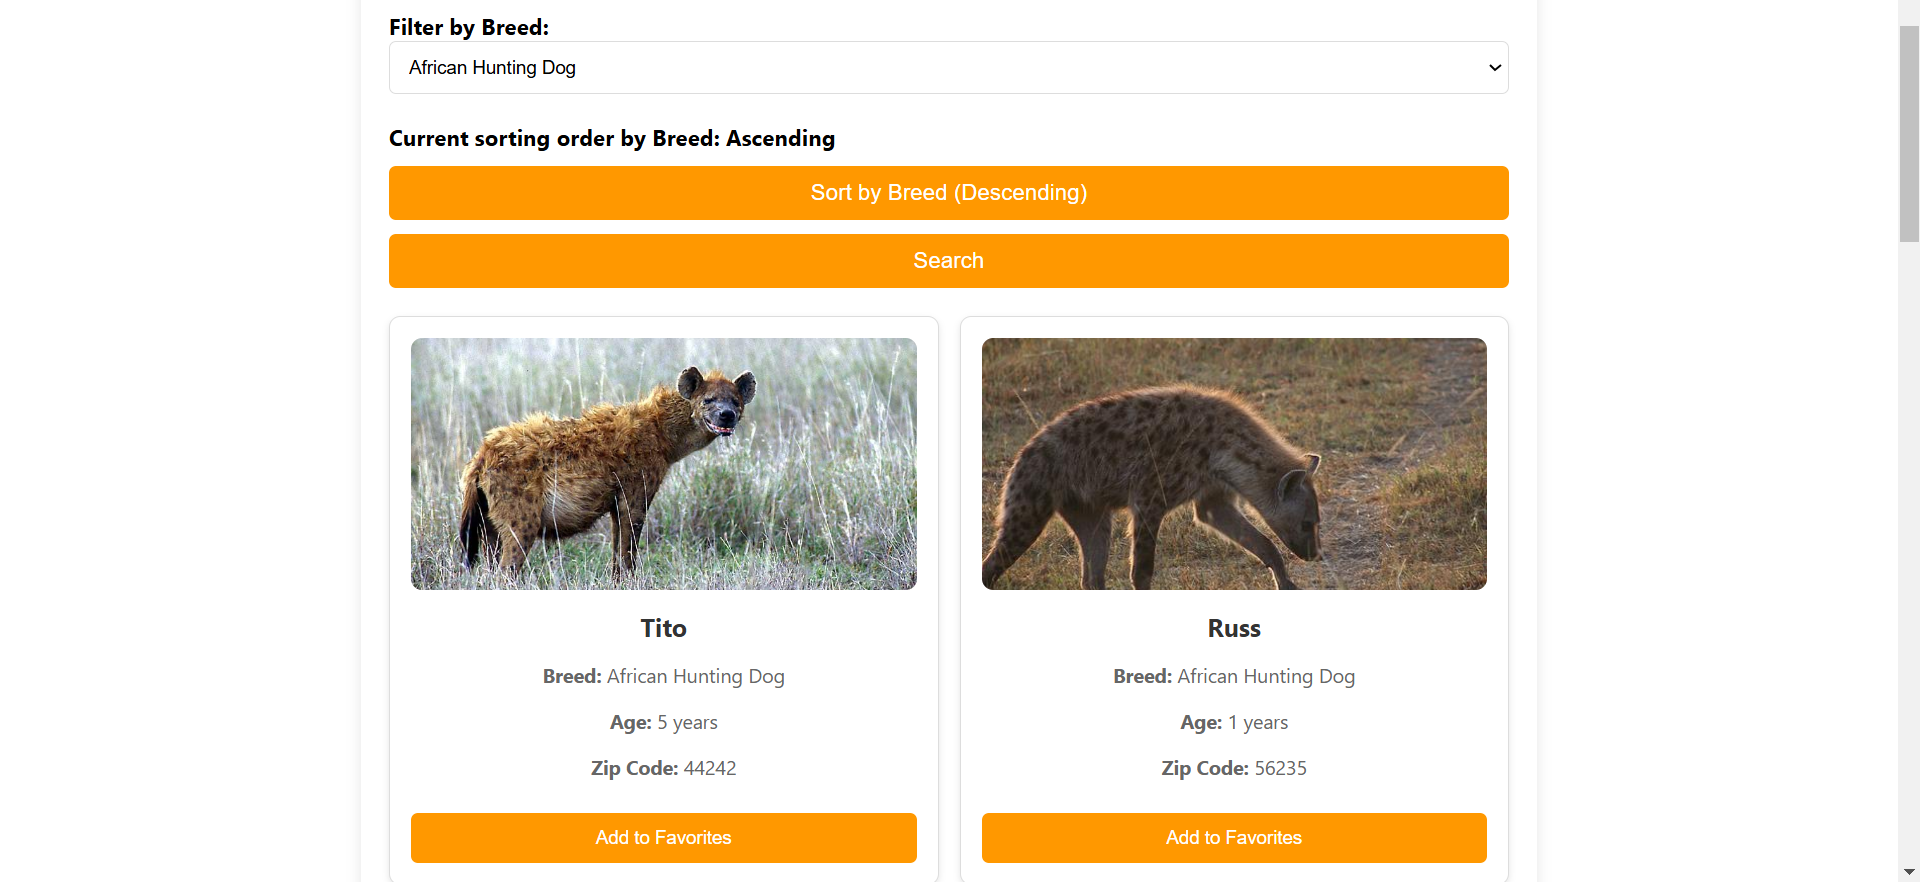 Filter by Breed:
African Hunting Dog
Current sorting order by Breed: Ascending
Sort by Breed (Descending)
Search
Tito
Breed: African Hunting Dog
Age: 5 years
Zip Code: 44242
Add to Favorites
Russ
Breed: African Hunting Dog
Age: 1 years
Zip Code: 56235
Add to Favorites